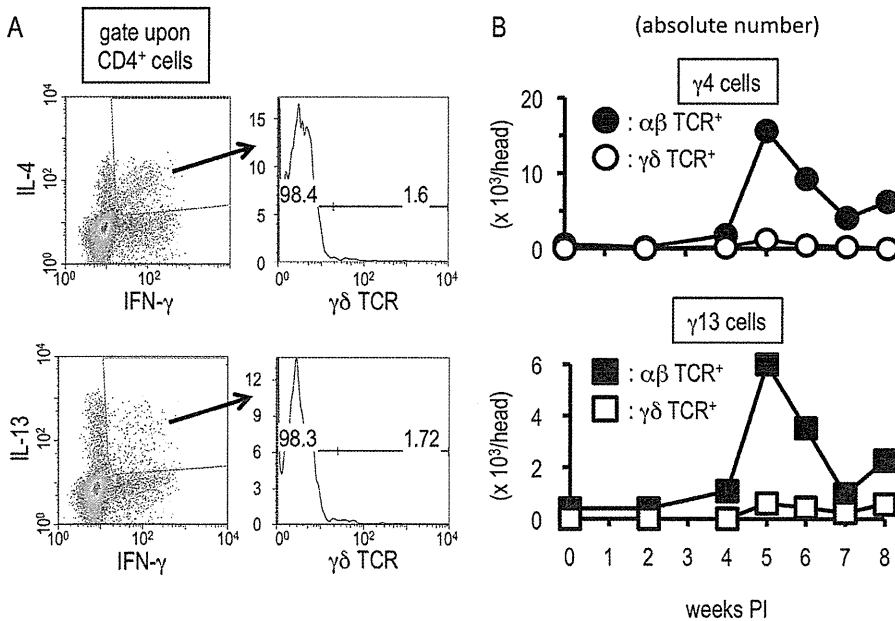 A
gate upon
CD4⁺ cells
10⁴
10²
10⁰
IL-4
10⁰
10²
10⁴
IFN-γ
15
10
5
0
98.4
1.6
10⁰
10²
10⁴
γδ TCR
10⁴
10²
10⁰
IL-13
10⁰
10²
10⁴
IFN-γ
12
9
6
3
0
98.3
1.72
10⁰
10²
10⁴
γδ TCR
B
(absolute number)
γ4 cells
20
15
10
5
0
(x 10³/head)
: αβ TCR⁺
: γδ TCR⁺
γ13 cells
6
4
2
0
(x 10³/head)
: αβ TCR⁺
: γδ TCR⁺
0 1 2 3 4 5 6 7 8
weeks PI